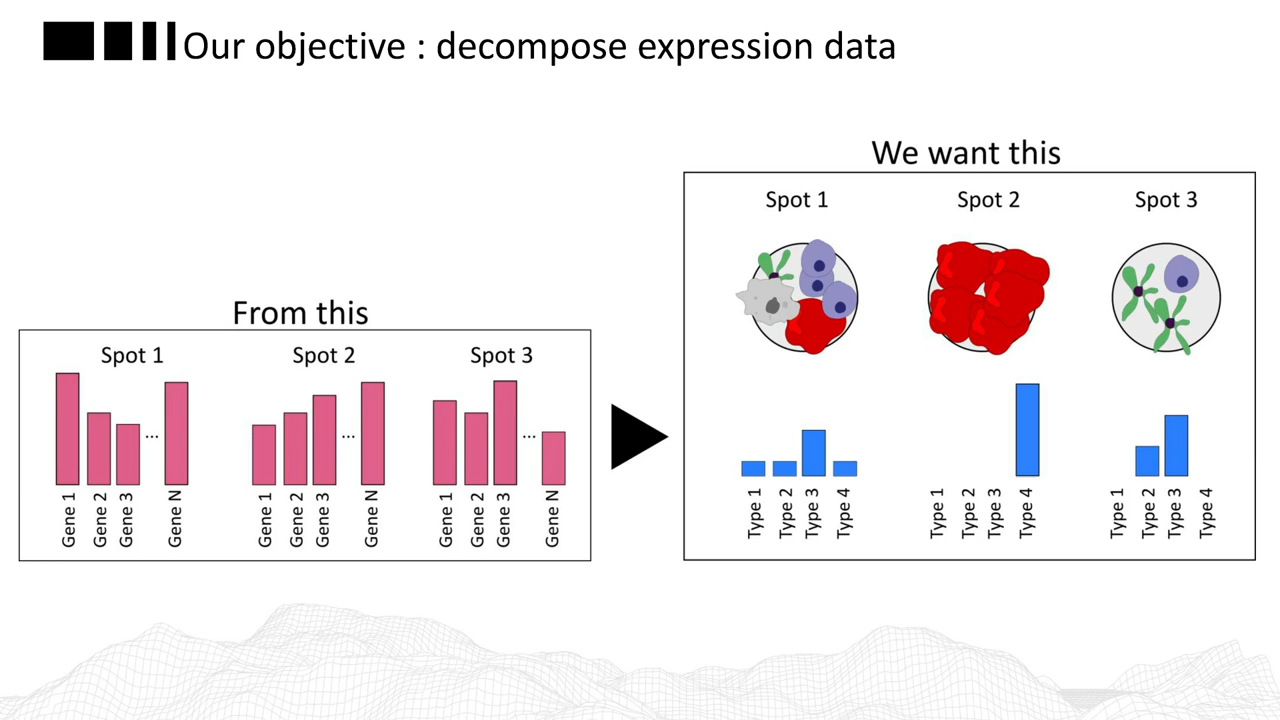 Our objective : decompose expression data
From this
Spot 1 Spot 2 Spot 3
... ... ...
Gene 1 Gene 2 Gene 3 Gene N Gene 1 Gene 2 Gene 3 Gene N Gene 1 Gene 2 Gene 3 Gene N
We want this
Spot 1 Spot 2 Spot 3
Type 1 Type 2 Type 3 Type 4 Type 1 Type 2 Type 3 Type 4 Type 1 Type 2 Type 3 Type 4